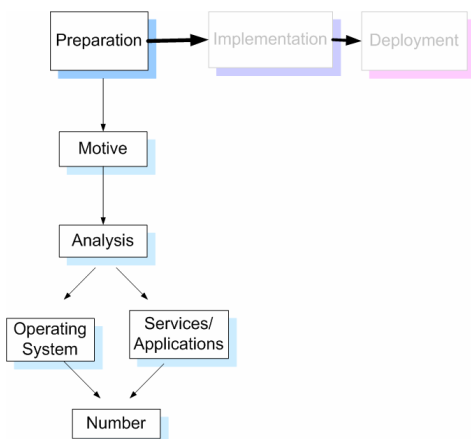 Preparation
Implementation
Deployment
Motive
Analysis
Operating
System
Services/
Applications
Number